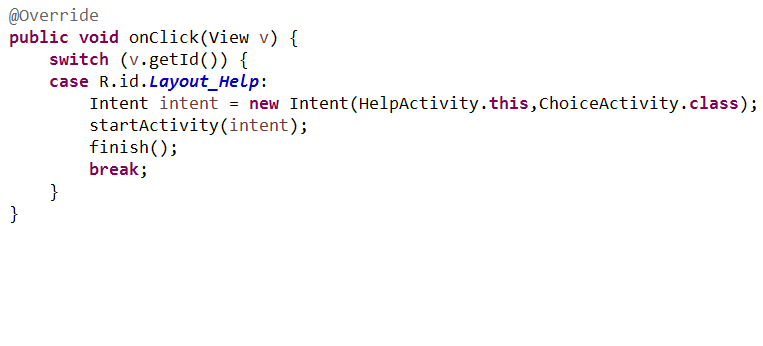 @Override
public void onClick(View v) {
    switch (v.getId()) {
    case R.id.Layout_Help:
        Intent intent = new Intent(HelpActivity.this,ChoiceActivity.class);
        startActivity(intent);
        finish();
        break;
    }
}